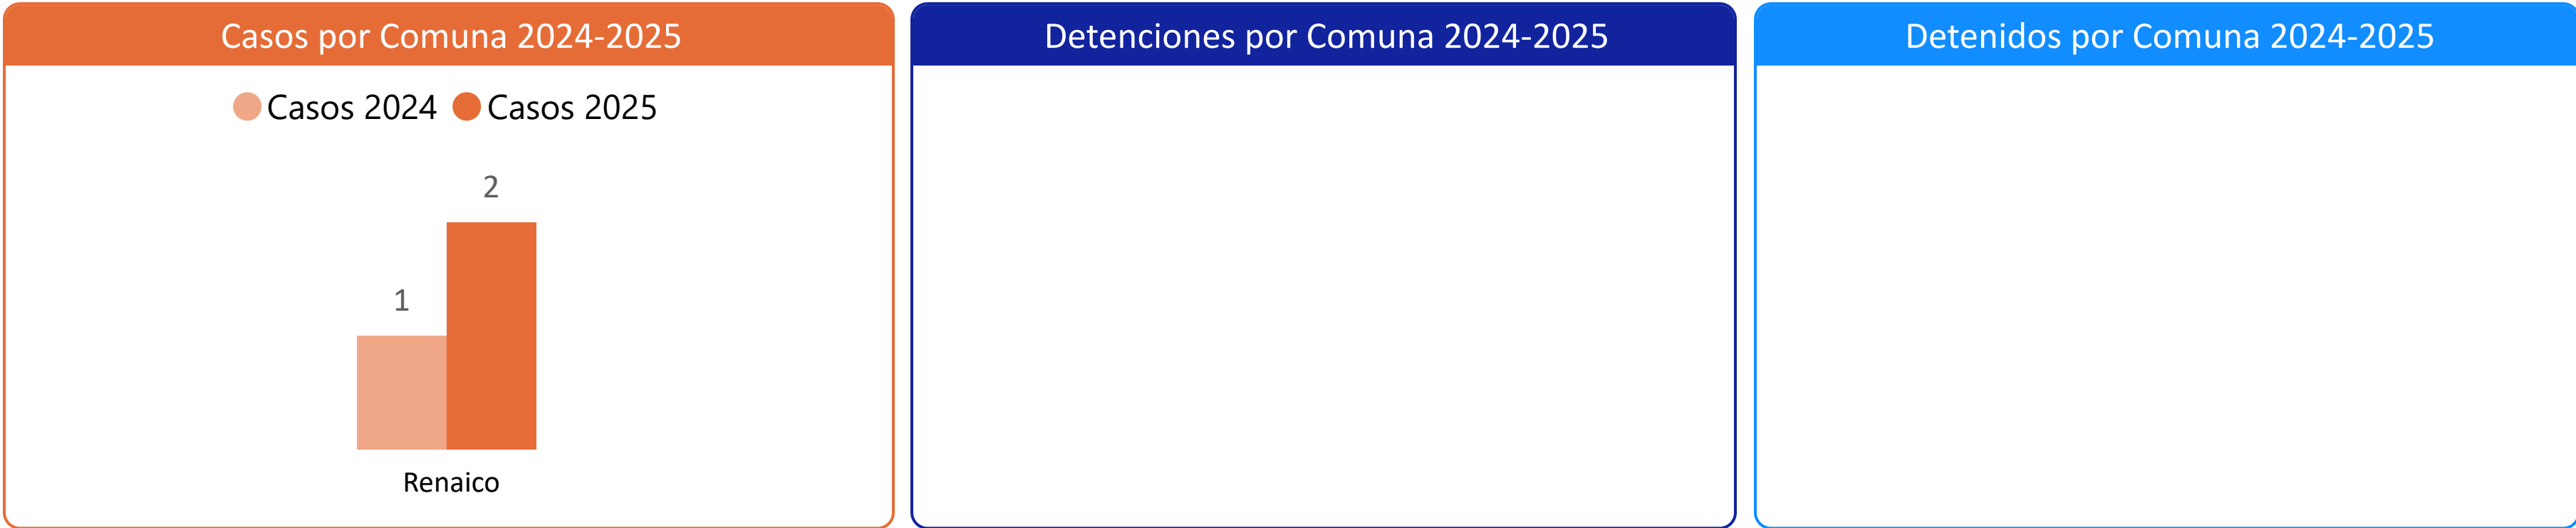 Casos por Comuna 2024-2025
Casos 2024 Casos 2025
2
1
Renaico
Detenciones por Comuna 2024-2025
Detenidos por Comuna 2024-2025